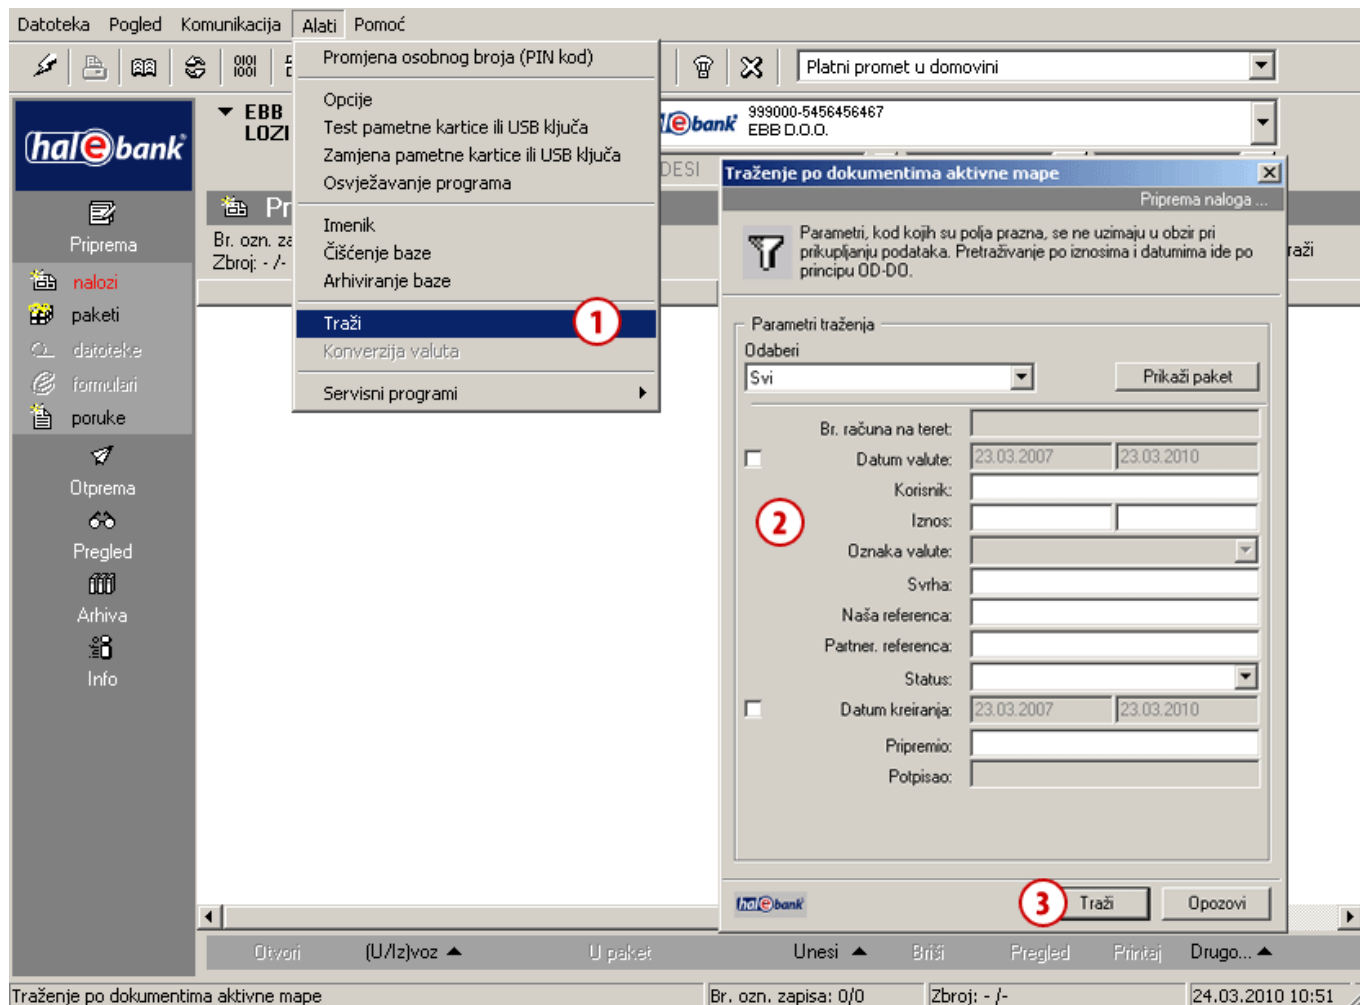 Datoteka Pogled Komunikacija Alati Pomoć
Platni promet u domovini
halebank
EBB
LOZI
Promjena osobnog broja (PIN kod)
Opcije
Test pametne kartice ili USB ključa
Zamjena pametne kartice ili USB ključa
Osvježavanje programa
Imenik
Čišćenje baze
Arhiviranje baze
Traži
1
Konverzija valuta
Servisni programi
ebank
999000-5456456467
EBB D.O.O.
DESI
Pr
Br. ozn. za
Zbroj: - /-
raži
Priprema
nalozi
paketi
datoteke
formulari
poruke
Otprema
Pregled
Arhiva
Info
Traženje po dokumentima aktivne mape
Priprema naloga ...
Parametri, kod kojih su polja prazna, se ne uzimaju u obzir pri
prikupljanju podataka. Pretraživanje po iznosima i datumima ide po
principu OD-DO.
Parametri traženja
Odaberi
Svi
Prikaži paket
Br. računa na teret:
Datum valute: 23.03.2007 23.03.2010
Korisnik:
2
Iznos:
Oznaka valute:
Svrha:
Naša referenca:
Partner. referenca:
Status:
Datum kreiranja: 23.03.2007 23.03.2010
Pripremio:
Potpisao:
halebank
3
Traži
Opozovi
Otvori (U/Iz)voz U paket Unesi Briši Pregled Printaj Drugo...
Traženje po dokumentima aktivne mape Br. ozn. zapisa: 0/0 Zbroj: - /- 24.03.2010 10:51